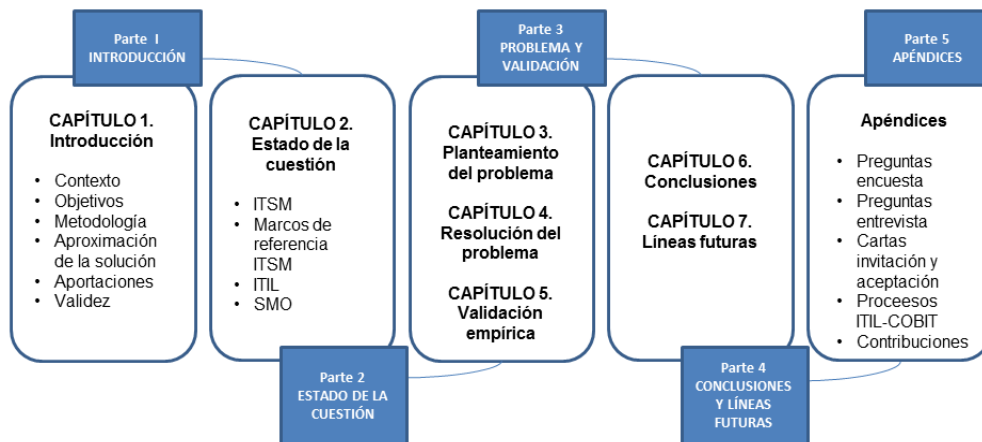 Parte I
INTRODUCCIÓN
CAPÍTULO 1.
Introducción
• Contexto
• Objetivos
• Metodología
• Aproximación
de la solución
• Aportaciones
• Validez
CAPÍTULO 2.
Estado de la
cuestión
• ITSM
• Marcos de
referencia
ITSM
• ITIL
• SMO
Parte 2
ESTADO DE LA
CUESTIÓN
Parte 3
PROBLEMA Y
VALIDACIÓN
CAPÍTULO 3.
Planteamiento
del problema
CAPÍTULO 4.
Resolución del
problema
CAPÍTULO 5.
Validación
empírica
CAPÍTULO 6.
Conclusiones
CAPÍTULO 7.
Líneas futuras
Parte 4
CONCLUSIONES
Y LÍNEAS
FUTURAS
Parte 5
APÉNDICES
Apéndices
• Preguntas
encuesta
• Preguntas
entrevista
• Cartas
invitación y
aceptación
• Proceesos
ITIL-COBIT
• Contribuciones